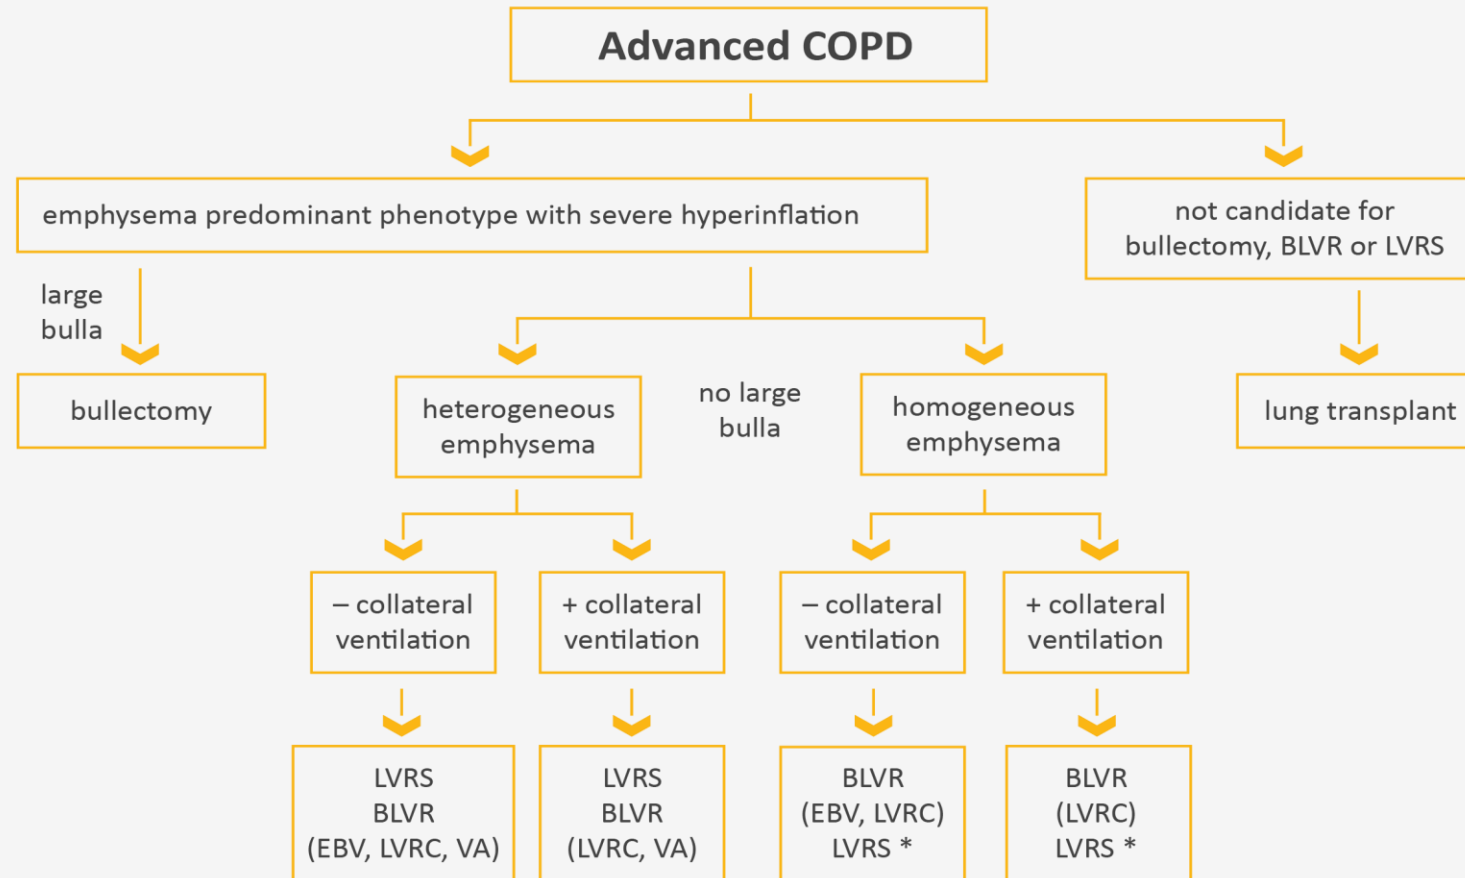 Advanced COPD
emphysema predominant phenotype with severe hyperinflation
not candidate for
bullectomy, BLVR or LVRS
large
bulla
bullectomy
heterogeneous
emphysema
no large
bulla
homogeneous
emphysema
lung transplant
– collateral
ventilation
+ collateral
ventilation
– collateral
ventilation
+ collateral
ventilation
LVRS
BLVR
(EBV, LVRC, VA)
LVRS
BLVR
(LVRC, VA)
BLVR
(EBV, LVRC)
LVRS *
BLVR
(LVRC)
LVRS *